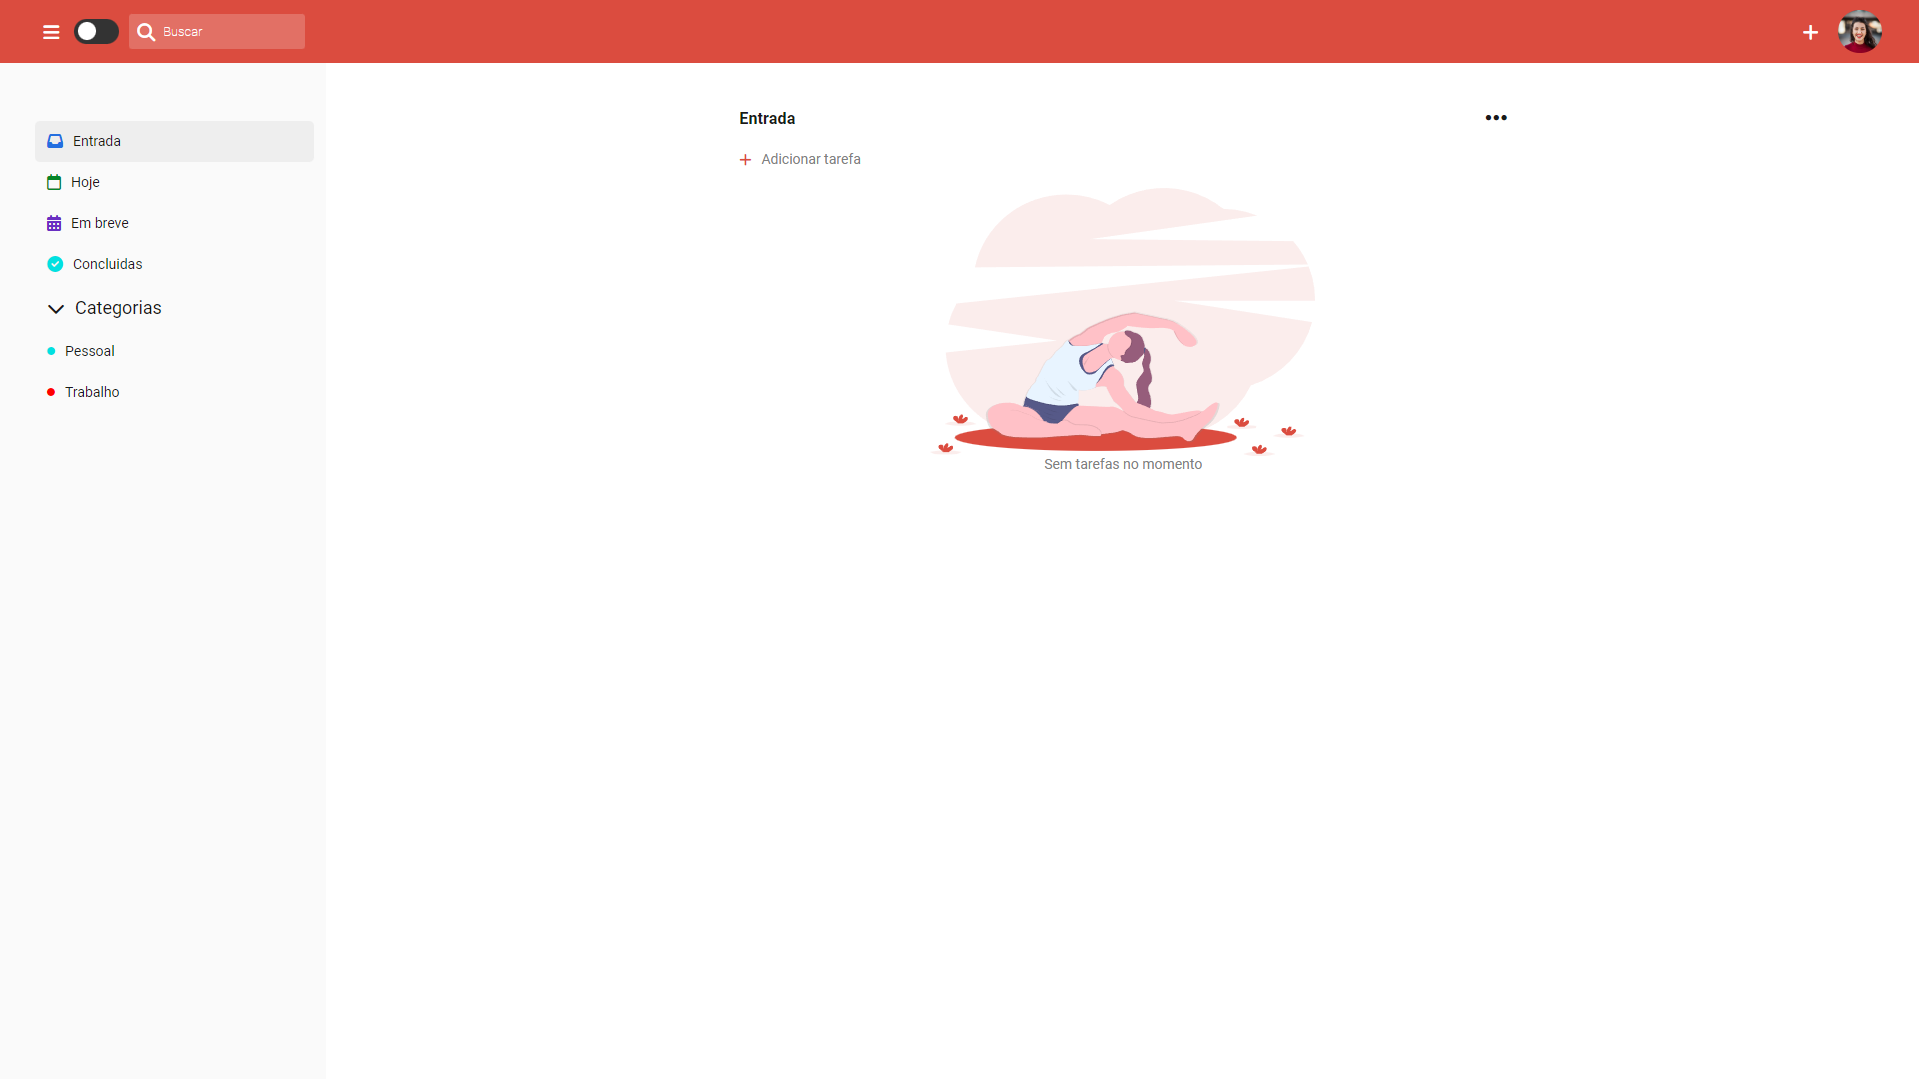 Buscar
Entrada
Hoje
Em breve
Concluidas
Categorias
Pessoal
Trabalho
Entrada
Adicionar tarefa
Sem tarefas no momento